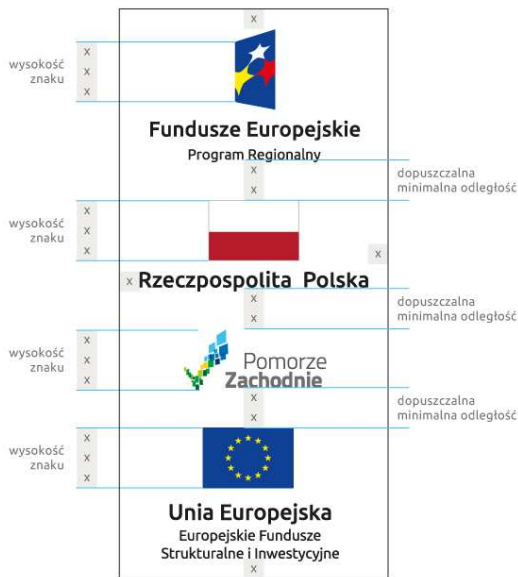 x
wysokość
znaku
x
x
x
Fundusze Europejskie
Program Regionalny
x
x
dopuszczalna
minimalna odległość
wysokość
znaku
x
x
x
x
x Rzeczpospolita Polska
x
x
dopuszczalna
minimalna odległość
wysokość
znaku
x
x
x
Pomorze
Zachodnie
x
x
dopuszczalna
minimalna odległość
wysokość
znaku
x
x
x
Unia Europejska
Europejskie Fundusze
Strukturalne i Inwestycyjne
x